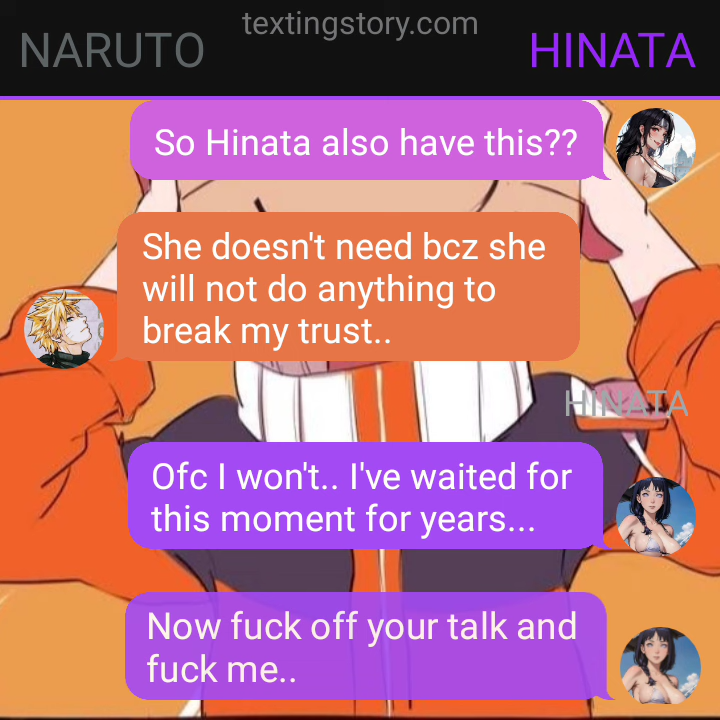 textingstory.com
NARUTO
HINATA
So Hinata also have this??
She doesn't need bcz she
will not do anything to
break my trust..
HINATA
Ofc I won't.. I've waited for
this moment for years...
Now fuck off your talk and
fuck me..